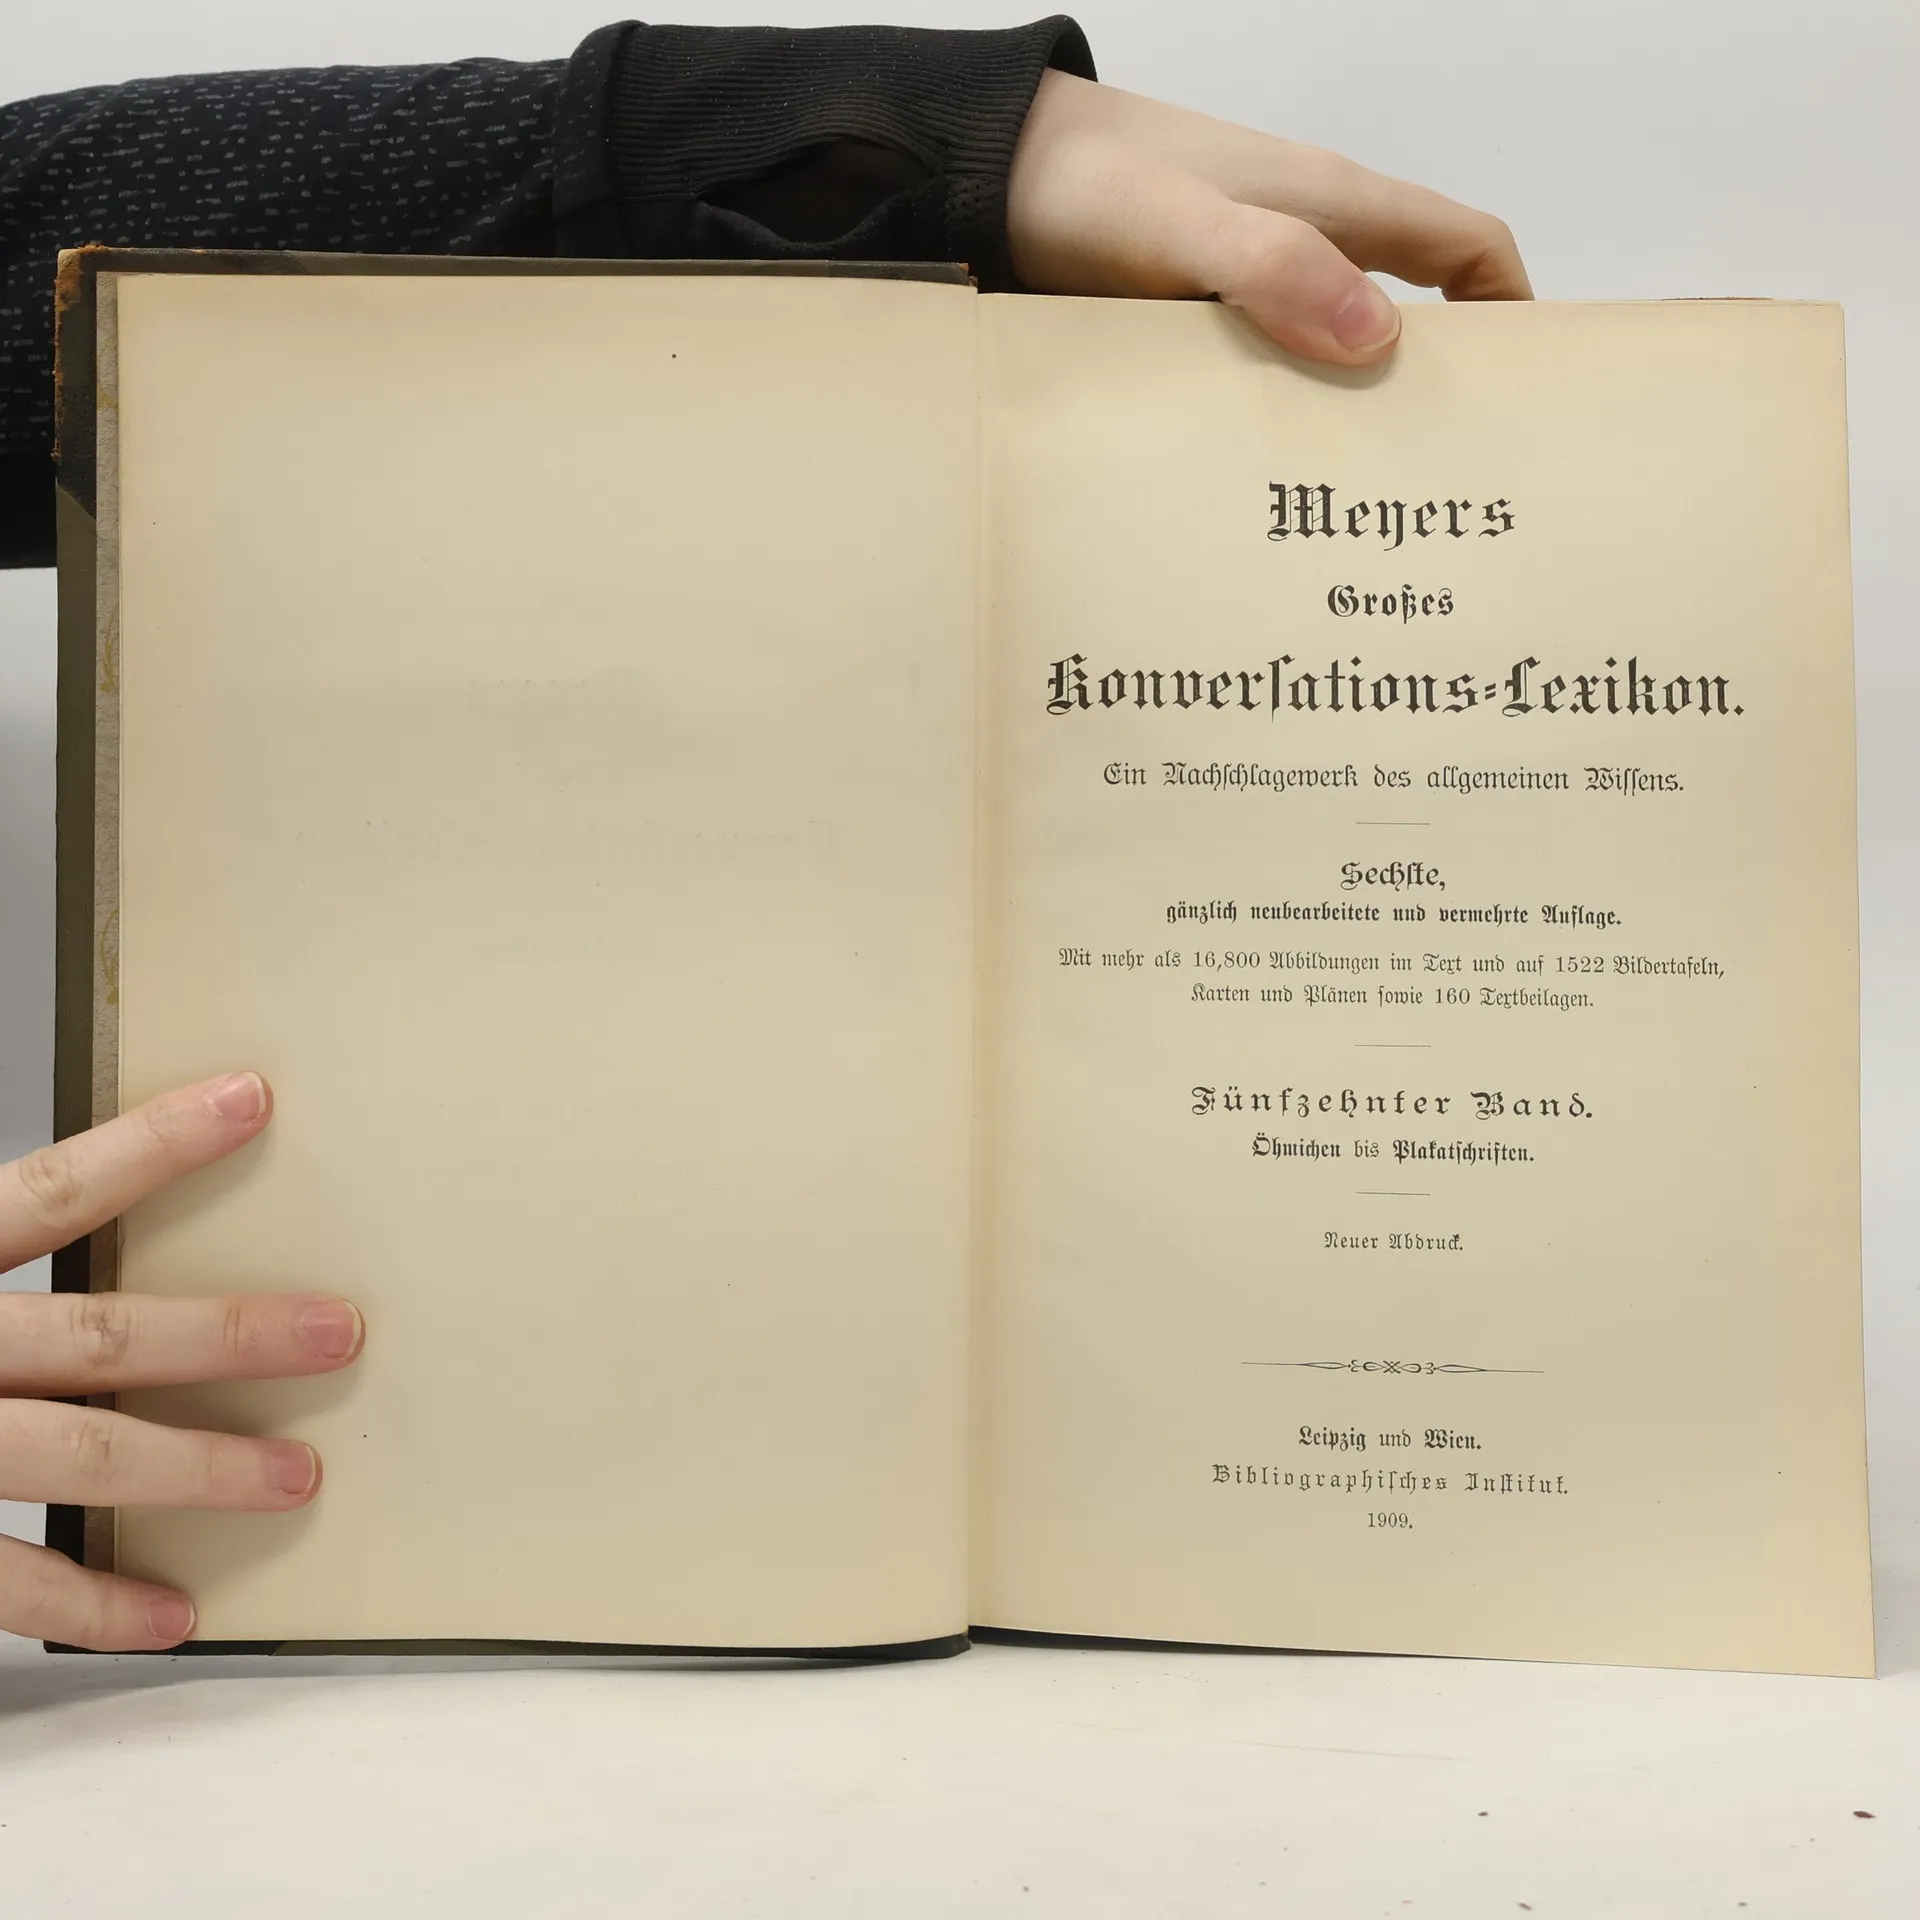 Meyers
Großes
Konverſations-Lexikon.
Ein Nachſchlagewerk des allgemeinen Wiſſens.
Sechſte,
gänzlich neubearbeitete und vermehrte Auflage.
Mit mehr als 16,800 Abbildungen im Text und auf 1522 Bildertafeln,
Karten und Plänen ſowie 160 Textbeilagen.
Fünfzehnter Band.
Öhmichen bis Plakatſchriften.
Neuer Abdruck.
Leipzig und Wien.
Bibliographiſches Inſtitut.
1909.